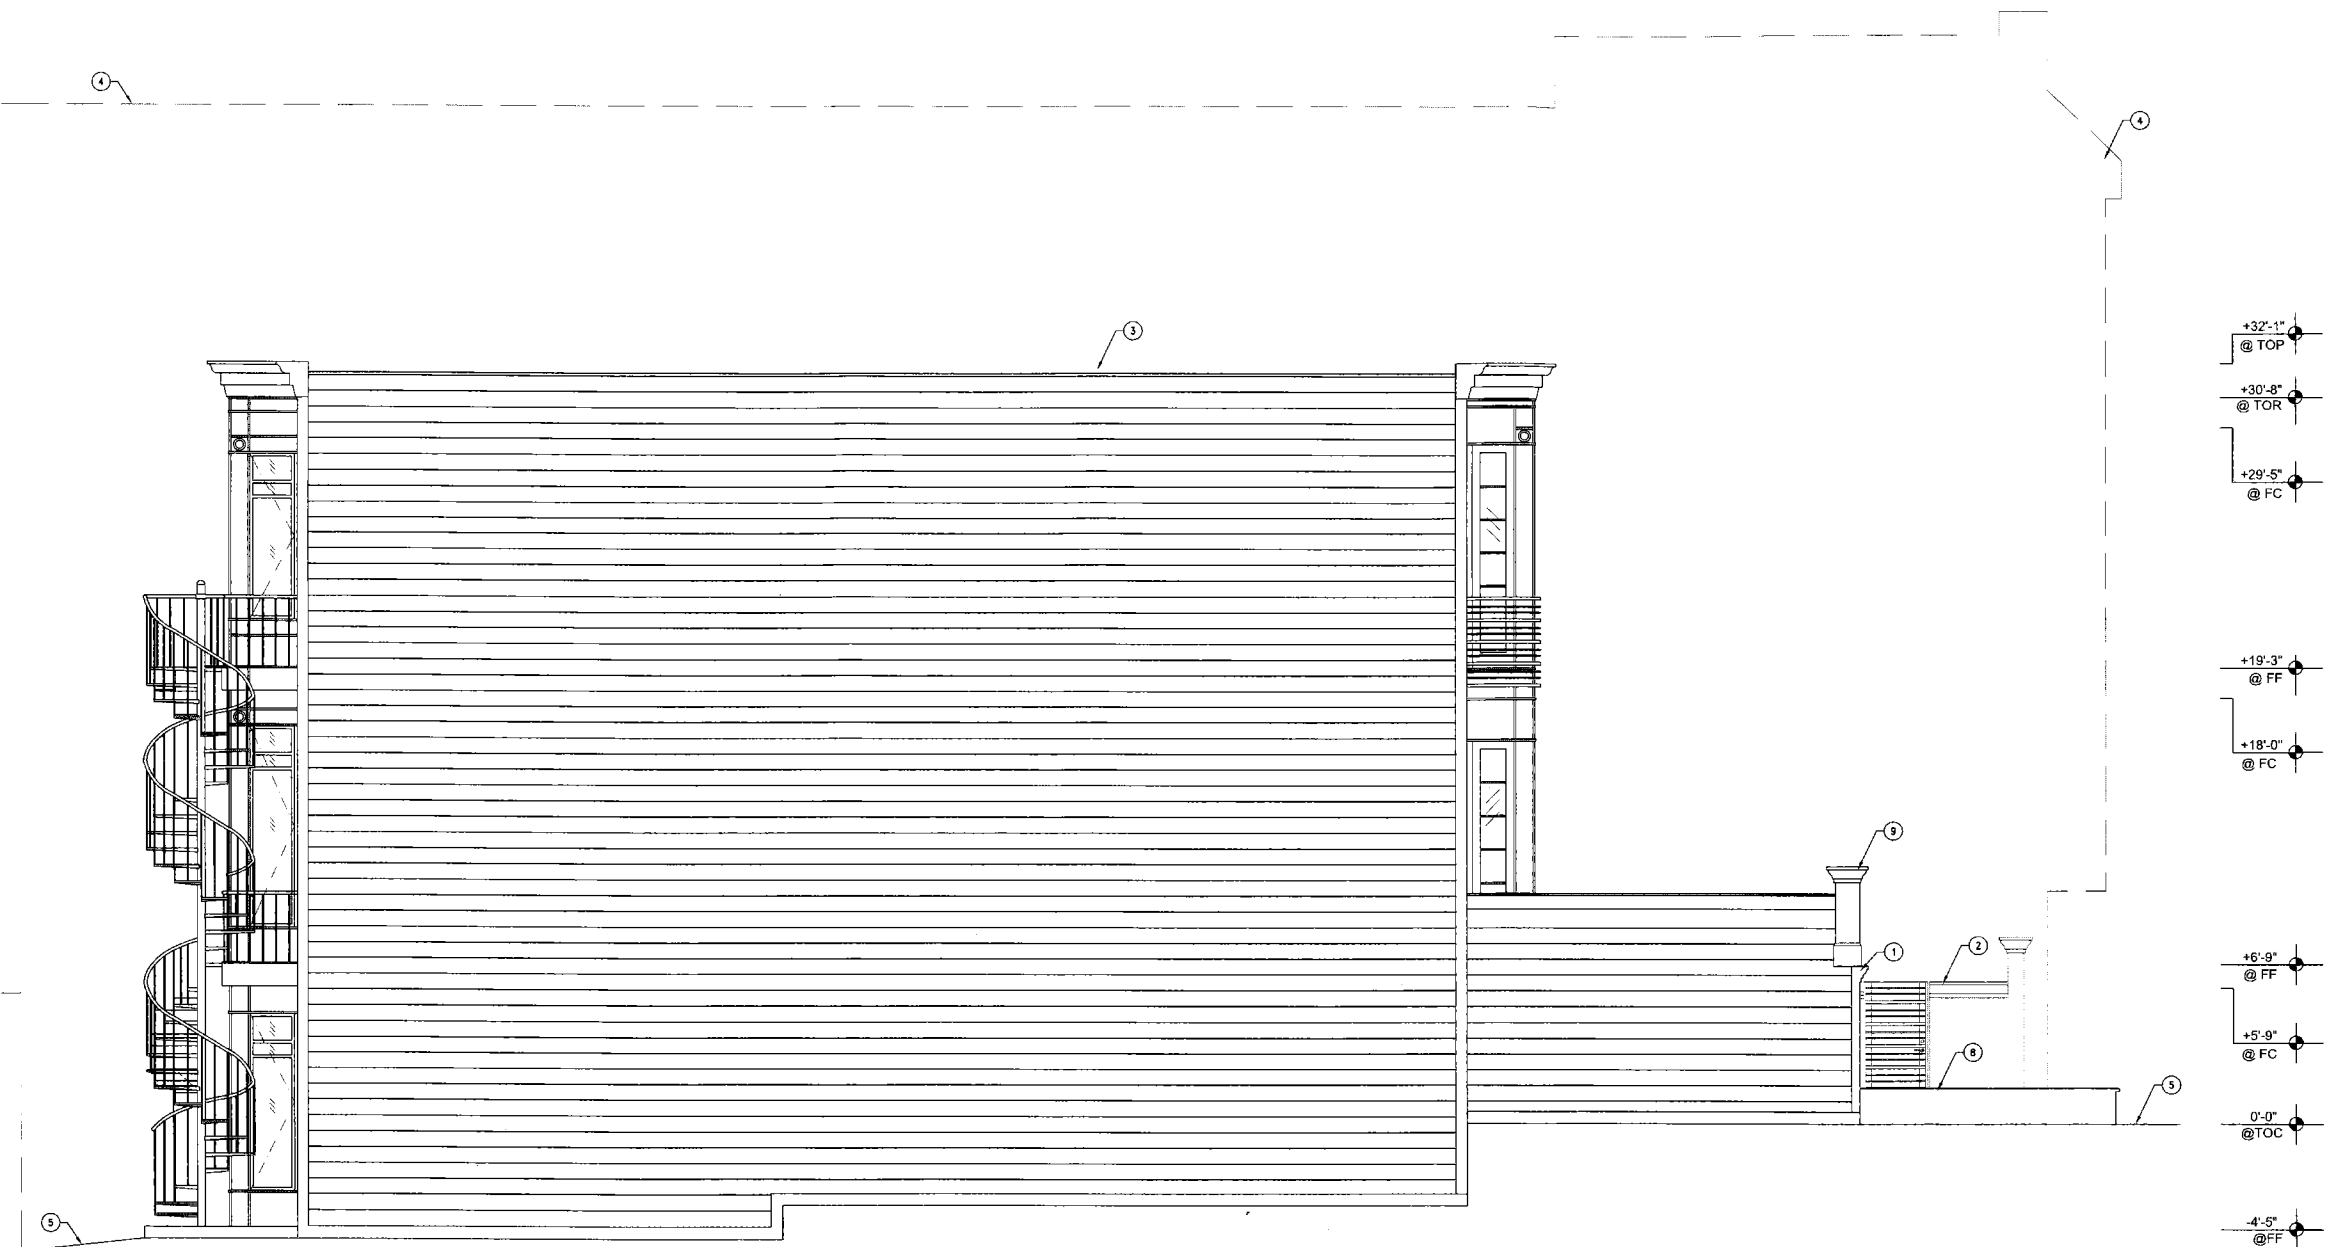 4
4
3
+32'-1"
@ TOP
+30'-8"
@ TOR
+29'-5"
@ FC
+19'-3"
@ FF
+18'-0"
@ FC
9
1
2
+6'-9"
@ FF
+5'-9"
@ FC
8
5
0'-0"
@TOC
5
-4'-5"
@FF